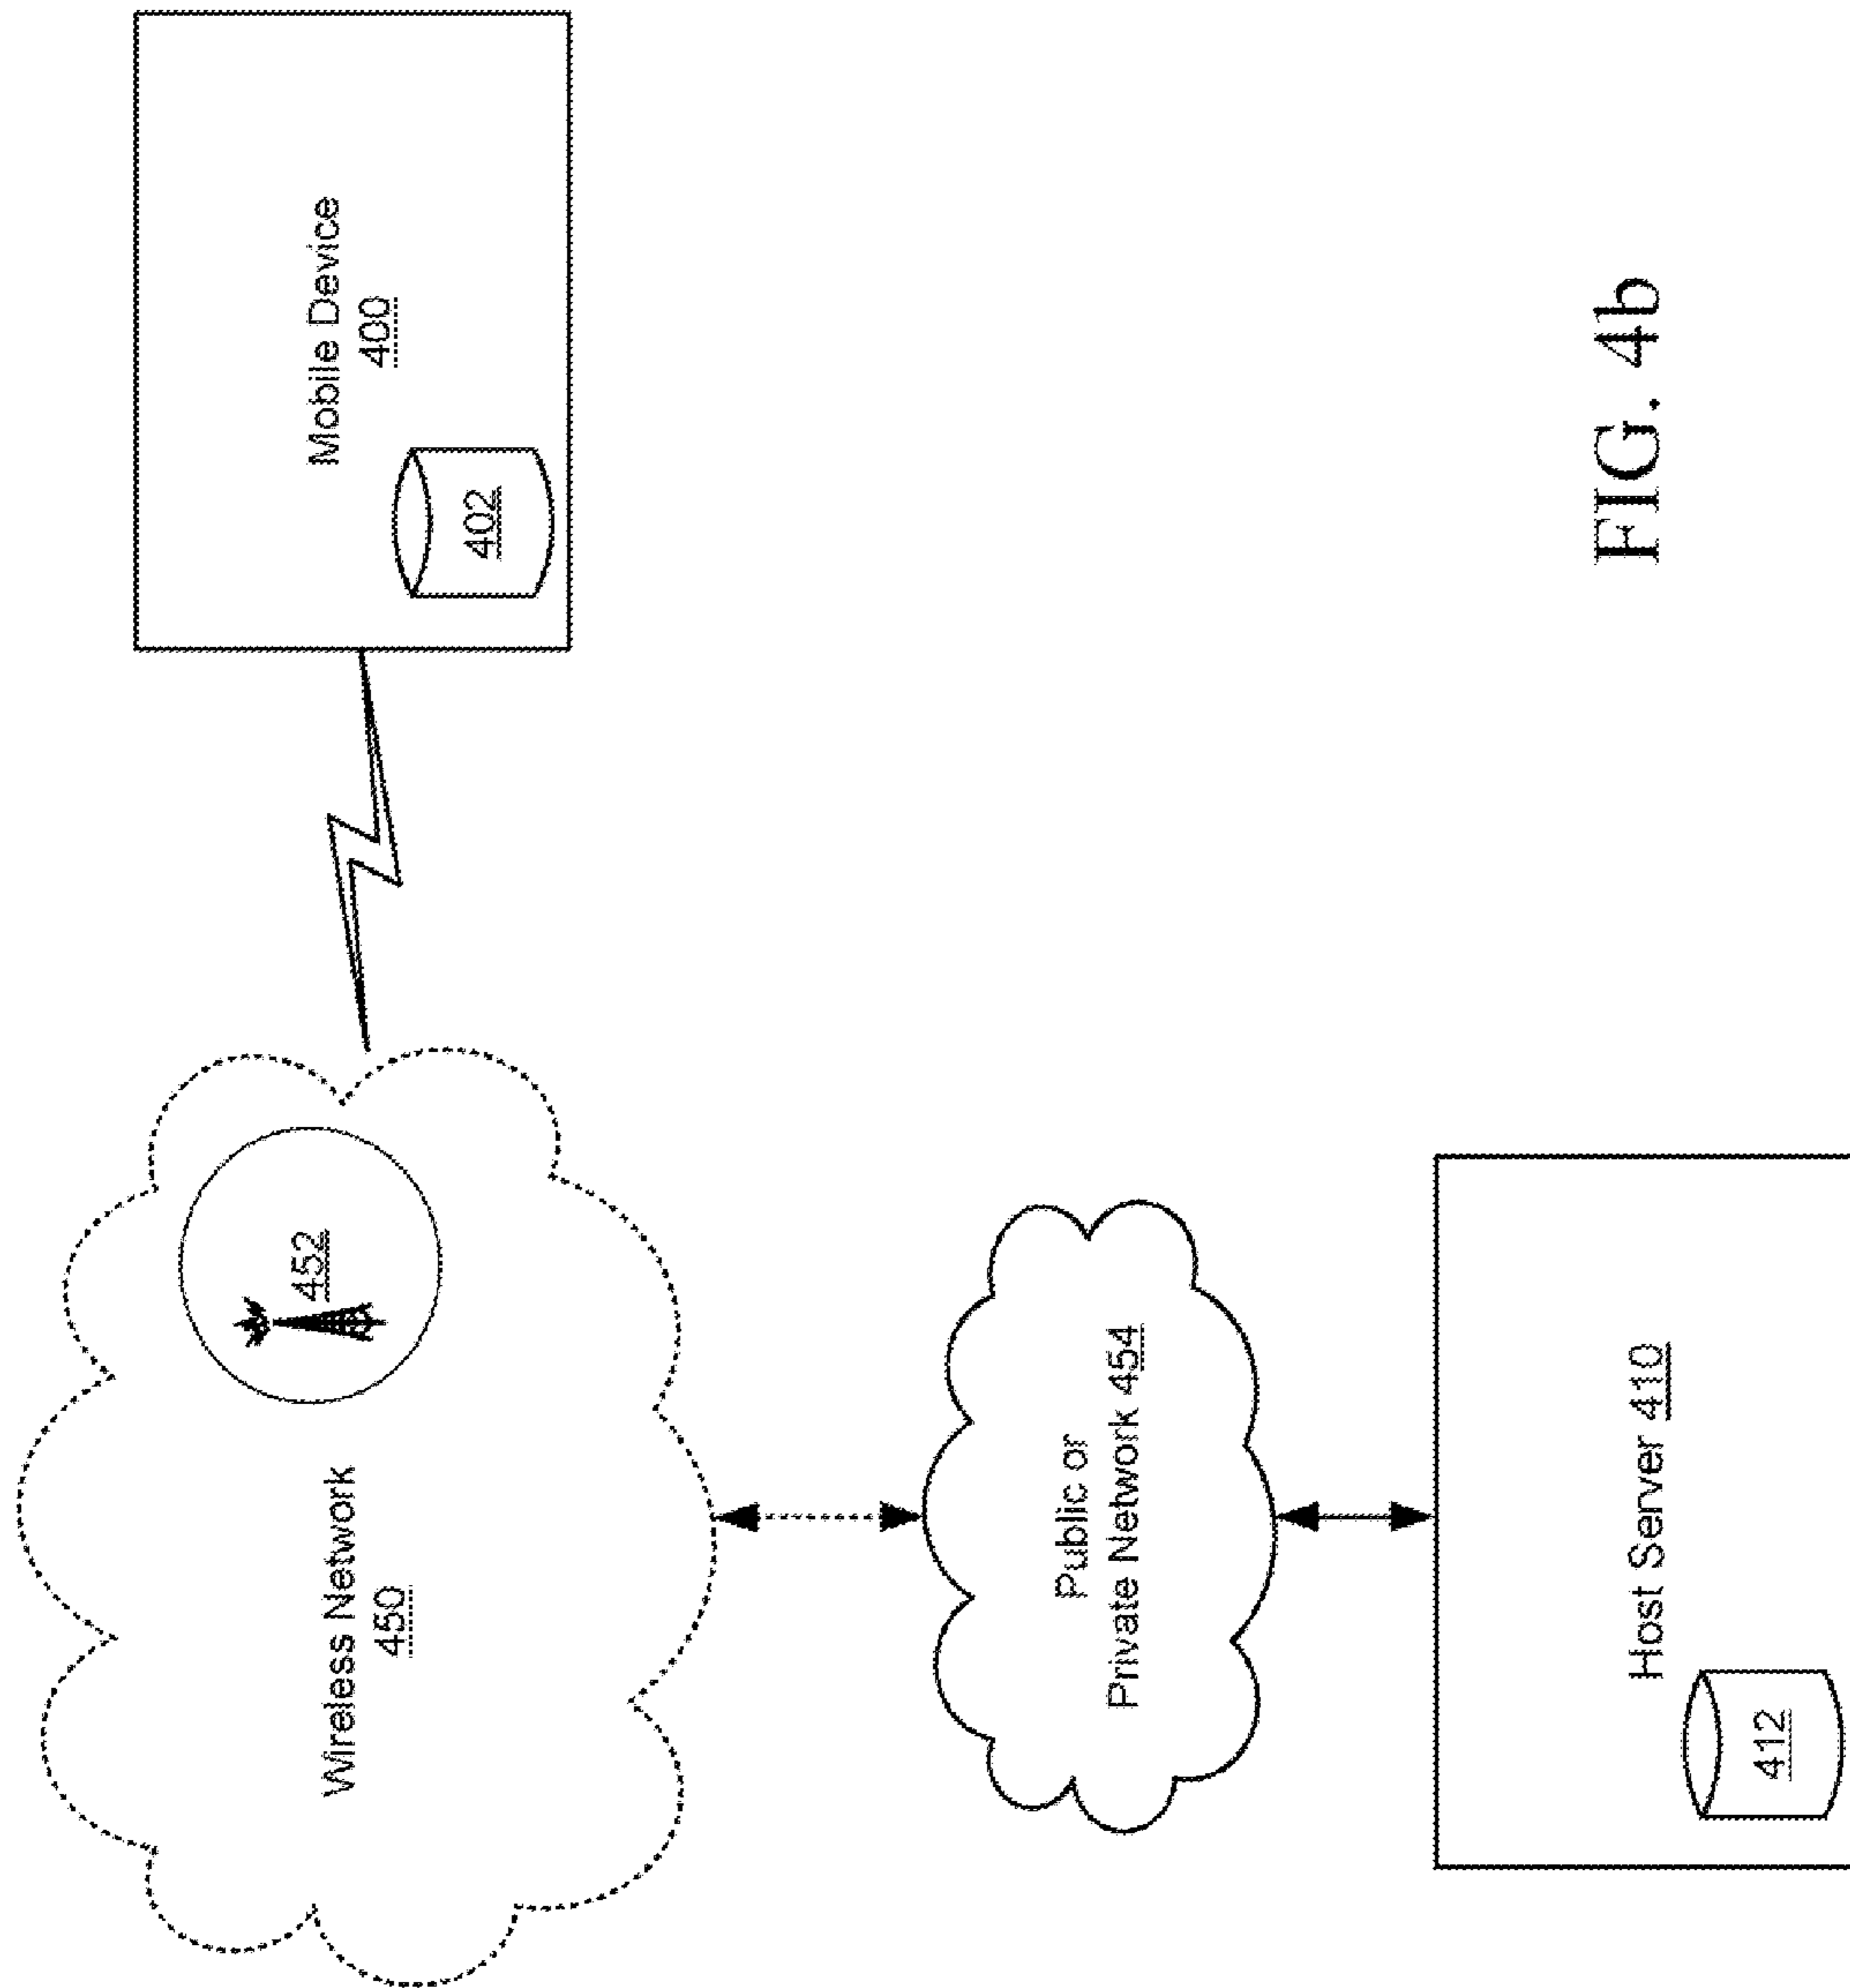 Wireless Network
450
452
Mobile Device
400
402
Public or
Private Network 454
Host Server 410
412
FIG. 4b